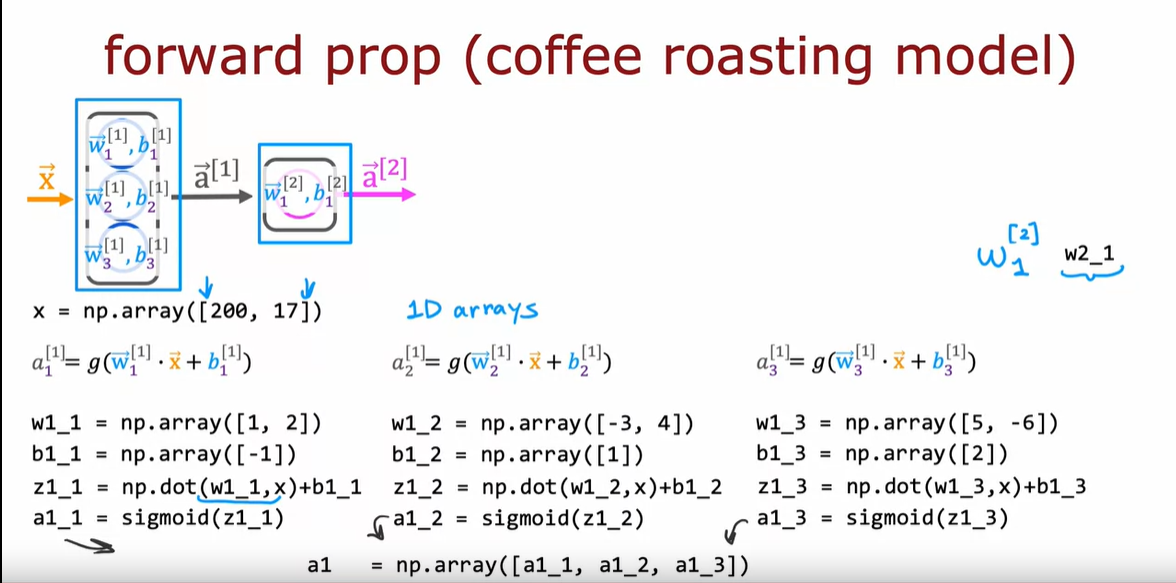 forward prop (coffee roasting model)
w⃗₁^[1], b₁^[1]
w⃗₂^[1], b₂^[1]
w⃗₃^[1], b₃^[1]
x⃗
a⃗^[1]
w⃗₁^[2], b₁^[2]
a⃗^[2]
w₁^[2] w2_1
x = np.array([200, 17]) 1D arrays
a₁^[1]= g(w⃗₁^[1] · x⃗ + b₁^[1]) a₂^[1]= g(w⃗₂^[1] · x⃗ + b₂^[1]) a₃^[1]= g(w⃗₃^[1] · x⃗ + b₃^[1])
w1_1 = np.array([1, 2]) w1_2 = np.array([-3, 4]) w1_3 = np.array([5, -6])
b1_1 = np.array([-1]) b1_2 = np.array([1]) b1_3 = np.array([2])
z1_1 = np.dot(w1_1,x)+b1_1 z1_2 = np.dot(w1_2,x)+b1_2 z1_3 = np.dot(w1_3,x)+b1_3
a1_1 = sigmoid(z1_1) a1_2 = sigmoid(z1_2) a1_3 = sigmoid(z1_3)
a1 = np.array([a1_1, a1_2, a1_3])